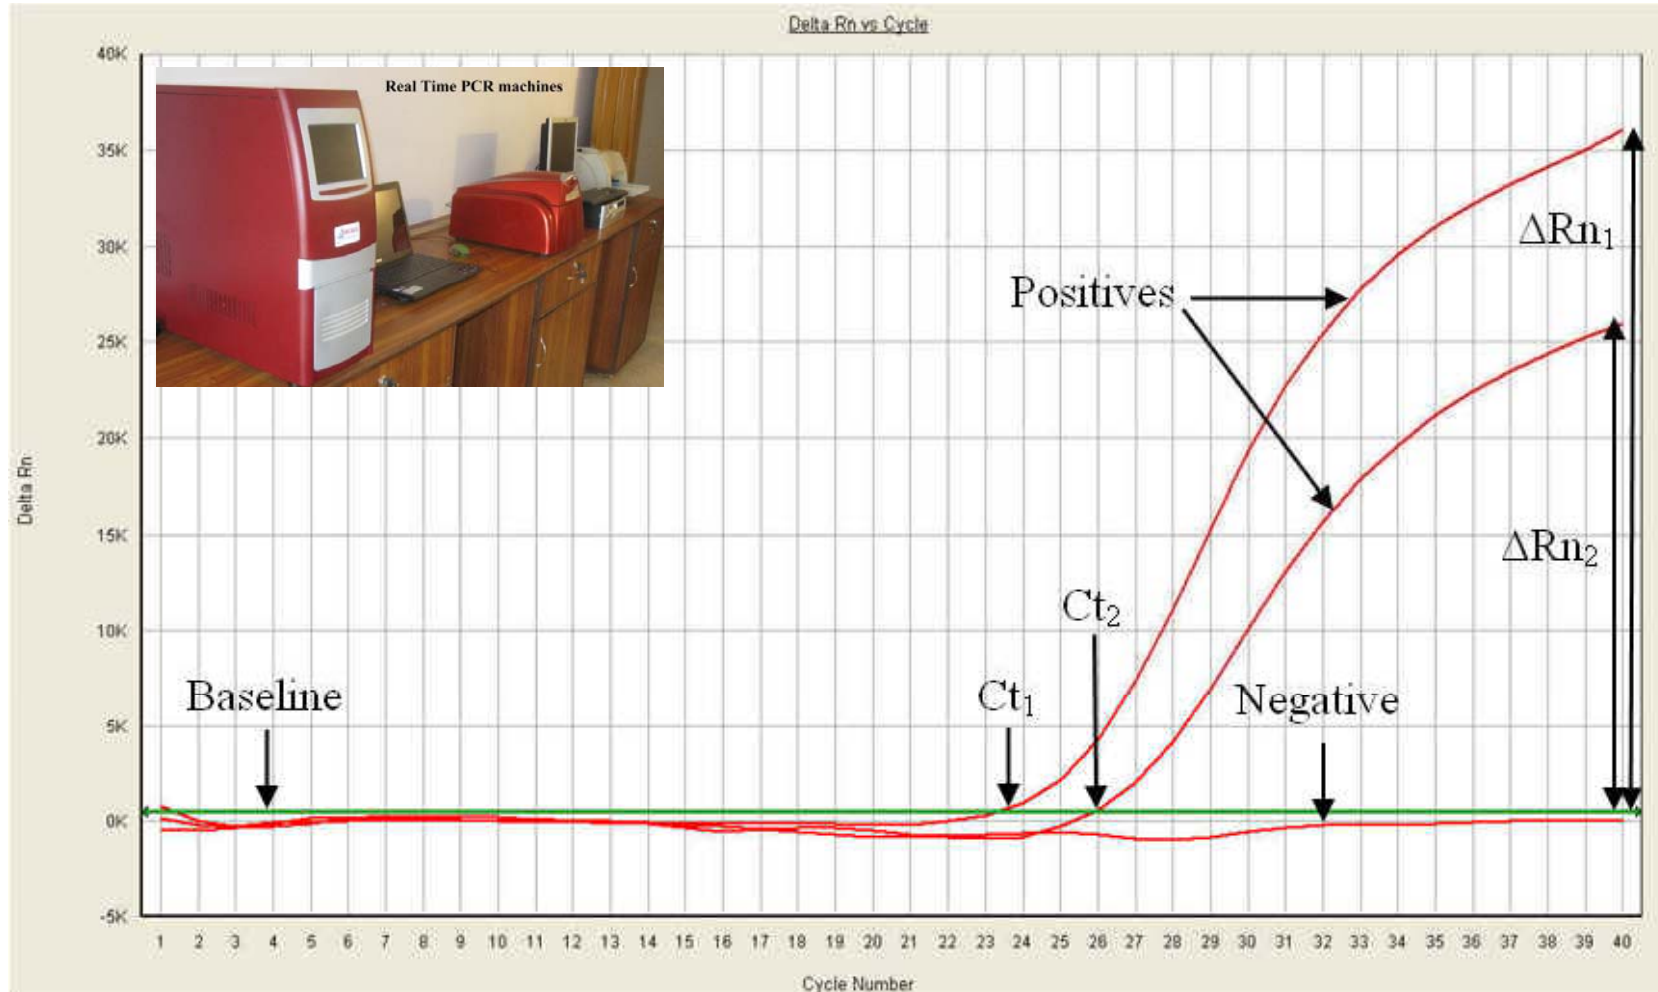 Delta Rn vs Cycle
40K
Real Time PCR machines
35K
ΔRn₁
30K
Positives
25K
20K
Delta Rn
15K
ΔRn₂
Ct₂
10K
Baseline
Ct₁
Negative
5K
0K
-5K
1 2 3 4 5 6 7 8 9 10 11 12 13 14 15 16 17 18 19 20 21 22 23 24 25 26 27 28 29 30 31 32 33 34 35 36 37 38 39 40
Cycle Number